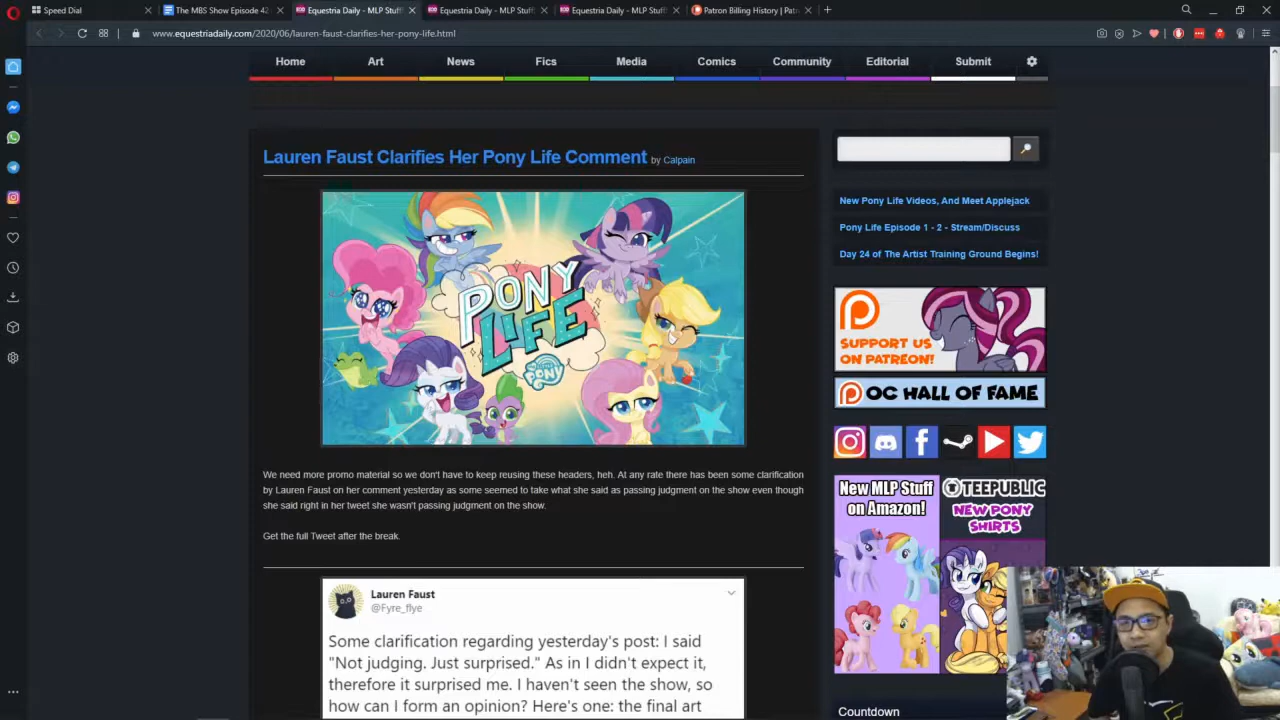 Speed Dial
The MBS Show Episode 42
Equestria Daily - MLP Stuff!
Equestria Daily - MLP Stuff!
Equestria Daily - MLP Stuff!
Patron Billing History | Pat
www.equestriadaily.com/2020/06/lauren-faust-clarifies-her-pony-life.html
Home
Art
News
Fics
Media
Comics
Community
Editorial
Submit
Lauren Faust Clarifies Her Pony Life Comment by Calpain
PONY
LIFE
my little
Pony
We need more promo material so we don't have to keep reusing these headers, heh. At any rate there has been some clarification
by Lauren Faust on her comment yesterday as some seemed to take what she said as passing judgment on the show even though
she said right in her tweet she wasn't passing judgment on the show.
Get the full Tweet after the break.
Lauren Faust
@Fyre_flye
Some clarification regarding yesterday's post: I said
"Not judging. Just surprised." As in I didn't expect it,
therefore it surprised me. I haven't seen the show, so
how can I form an opinion? Here's one: the final art
New Pony Life Videos, And Meet Applejack
Pony Life Episode 1 - 2 - Stream/Discuss
Day 24 of The Artist Training Ground Begins!
SUPPORT US
ON PATREON!
OC HALL OF FAME
New MLP Stuff
on Amazon!
TEEPUBLIC
NEW PONY
SHIRTS
Countdown